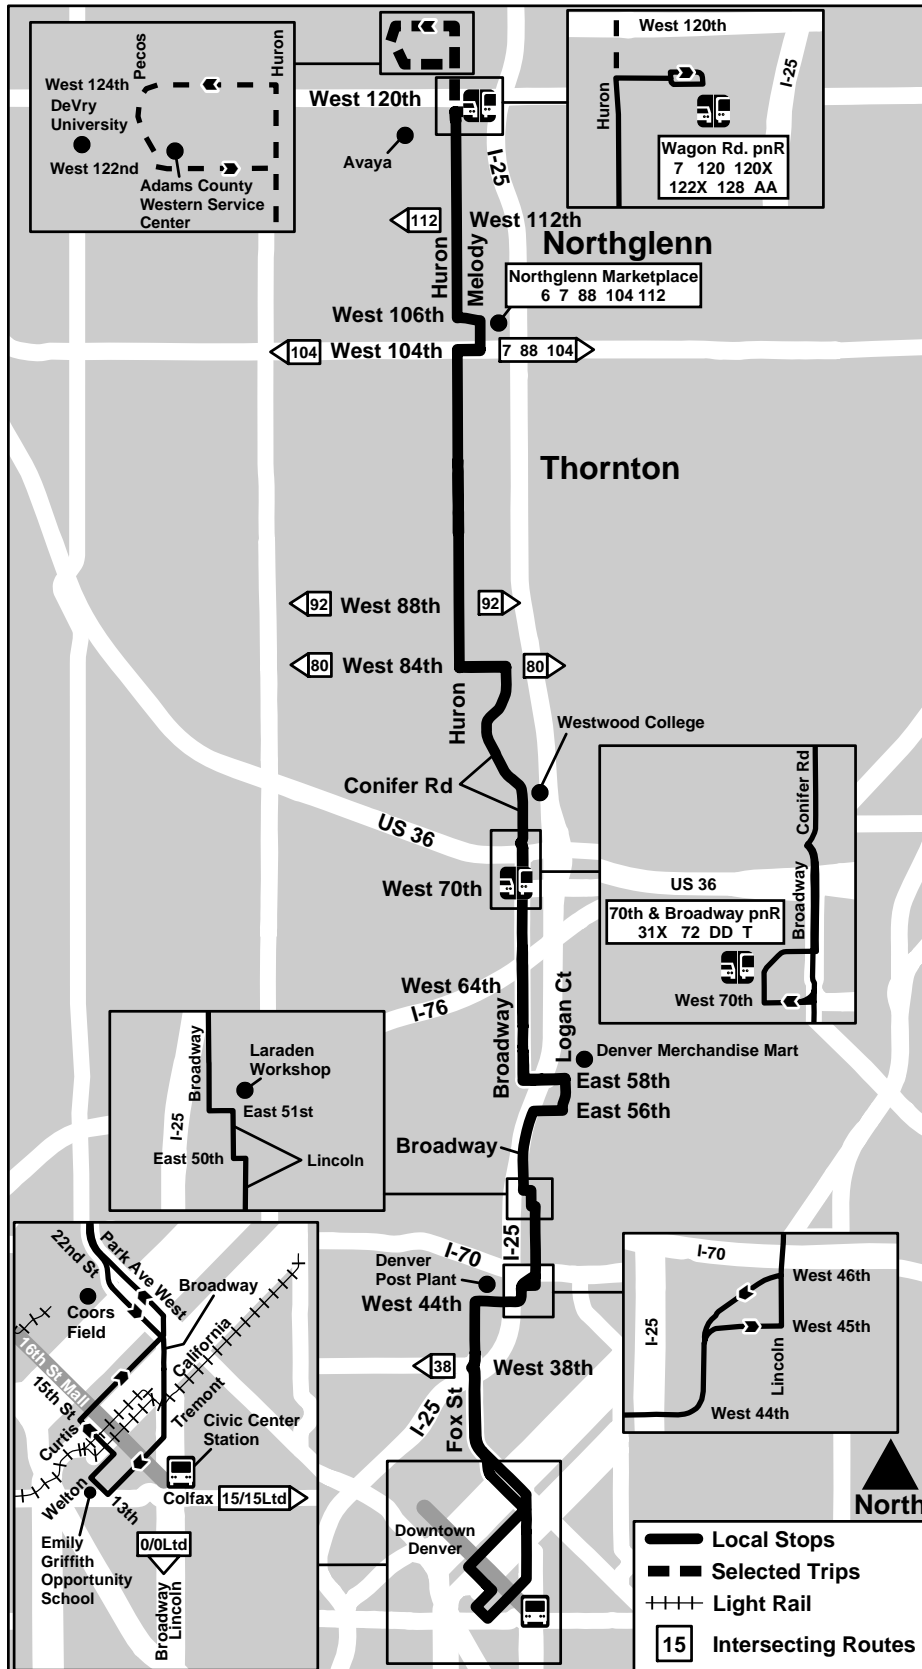 West 120th
I-25
Huron
Wagon Rd. pnR
7 120 120X
122X 128 AA
Pecos
Huron
West 124th
DeVry
University
West 122nd
Adams County
Western Service
Center
West 120th
Avaya
I-25
112
West 112th
Northglenn
Huron
Melody
Northglenn Marketplace
6 7 88 104 112
West 106th
104
West 104th
7 88 104
Thornton
92
West 88th
92
80
West 84th
80
Huron
Westwood College
Conifer Rd
US 36
West 70th
Conifer Rd
US 36
Broadway
70th & Broadway pnR
31X 72 DD T
West 70th
West 64th
I-76
Logan Ct
Broadway
Denver Merchandise Mart
East 58th
East 56th
Broadway
Broadway
Laraden
Workshop
East 51st
I-25
East 50th
Lincoln
I-25
I-70
Denver
Post Plant
West 44th
I-70
West 46th
I-25
West 45th
Lincoln
West 44th
38
West 38th
I-25
Fox St
22nd St
Park Ave West
Broadway
Coors
Field
California
16th St Mall
15th St
Tremont
Curtis
Civic Center
Station
Welton
13th
Colfax
15/15Ltd
Emily
Griffith
Opportunity
School
0/0Ltd
Broadway
Lincoln
Downtown
Denver
North
Local Stops
Selected Trips
Light Rail
15
Intersecting Routes